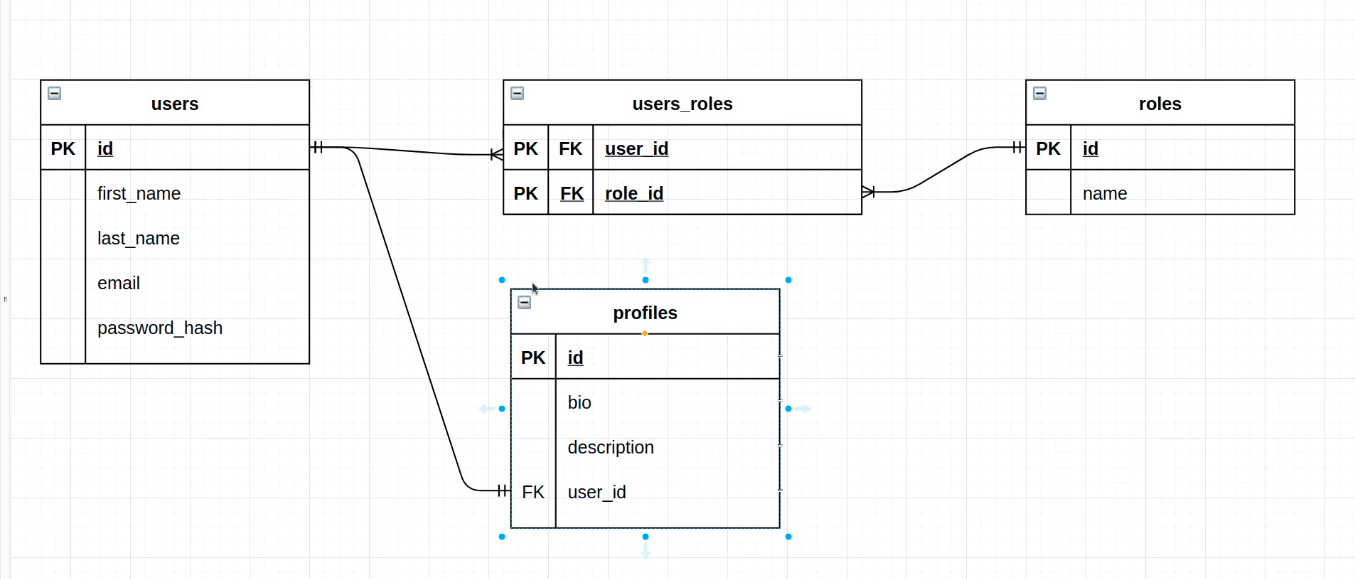 users
PK id
first_name
last_name
email
password_hash
users_roles
PK FK user_id
PK FK role_id
roles
PK id
name
profiles
PK id
bio
description
FK user_id